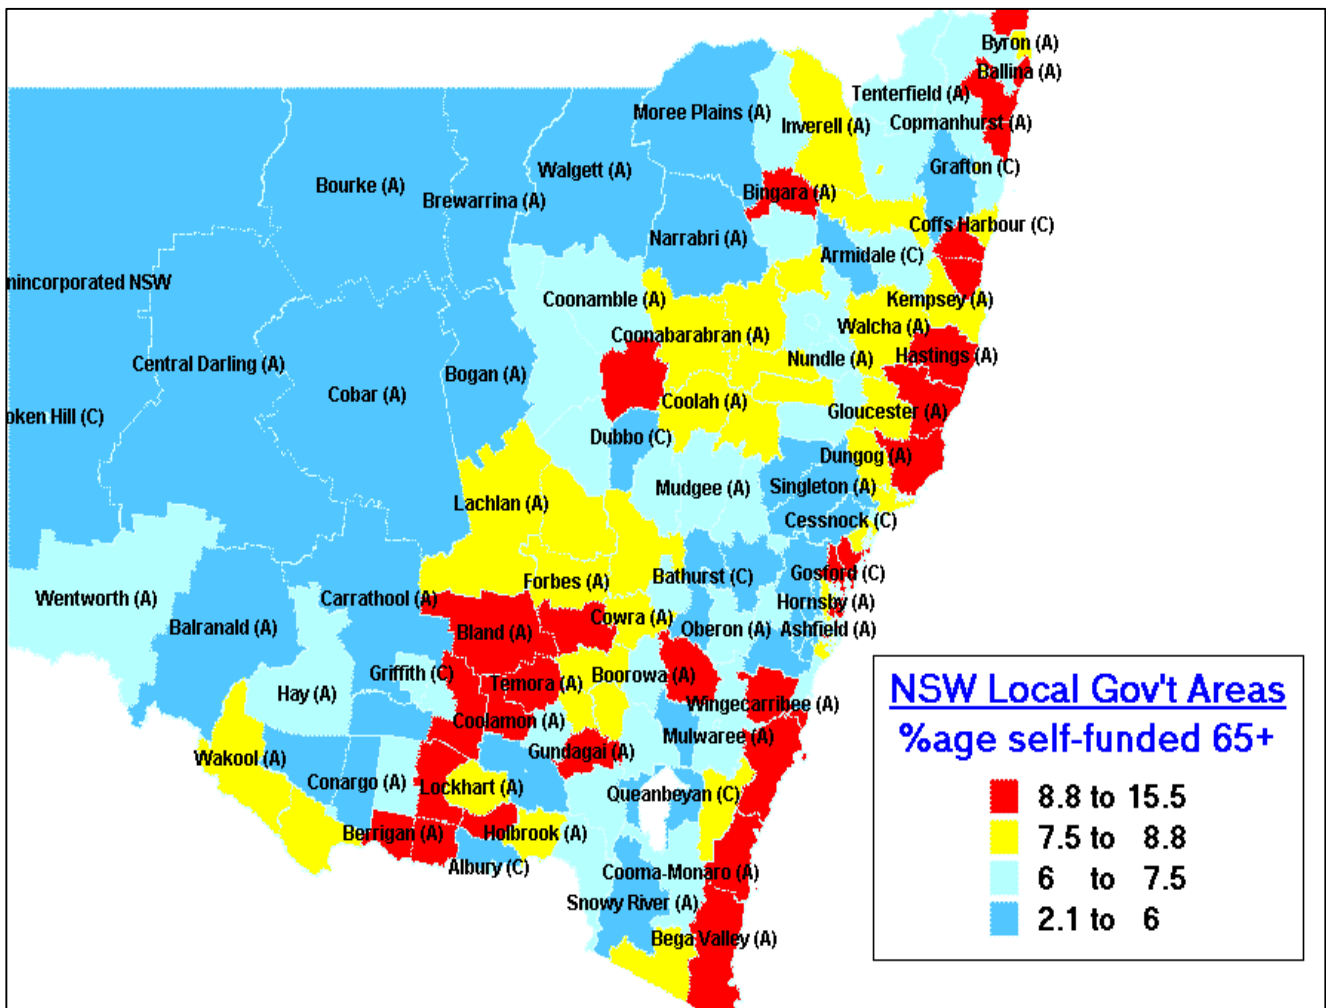 Byron (A)
Ballina (A)
Tenterfield (A)
Moree Plains (A)
Inverell (A)
Copmanhurst (A)
Grafton (C)
Walgett (A)
Bourke (A)
Brewarrina (A)
Bingara (A)
Coffs Harbour (C)
Narrabri (A)
Armidale (C)
nincorporated NSW
Coonamble (A)
Kempsey (A)
Coonabarabran (A)
Walcha (A)
Nundle (A)
Hastings (A)
Central Darling (A)
Bogan (A)
Cobar (A)
Coolah (A)
Gloucester (A)
oken Hill (C)
Dubbo (C)
Dungog (A)
Mudgee (A)
Singleton (A)
Lachlan (A)
Cessnock (C)
Forbes (A)
Bathurst (C)
Gosford (C)
Wentworth (A)
Carrathool (A)
Hornsby (A)
Cowra (A)
Balranald (A)
Bland (A)
Oberon (A)
Ashfield (A)
Griffith (C)
Temora (A)
Boorowa (A)
Hay (A)
Wingecarribee (A)
Coolamon (A)
Mulwaree (A)
Gundagai (A)
Wakool (A)
Conargo (A)
Lockhart (A)
Queanbeyan (C)
Berrigan (A)
Holbrook (A)
Albury (C)
Cooma-Monaro (A)
Snowy River (A)
Bega Valley (A)
NSW Local Gov't Areas
%age self-funded 65+
8.8 to 15.5
7.5 to 8.8
6 to 7.5
2.1 to 6